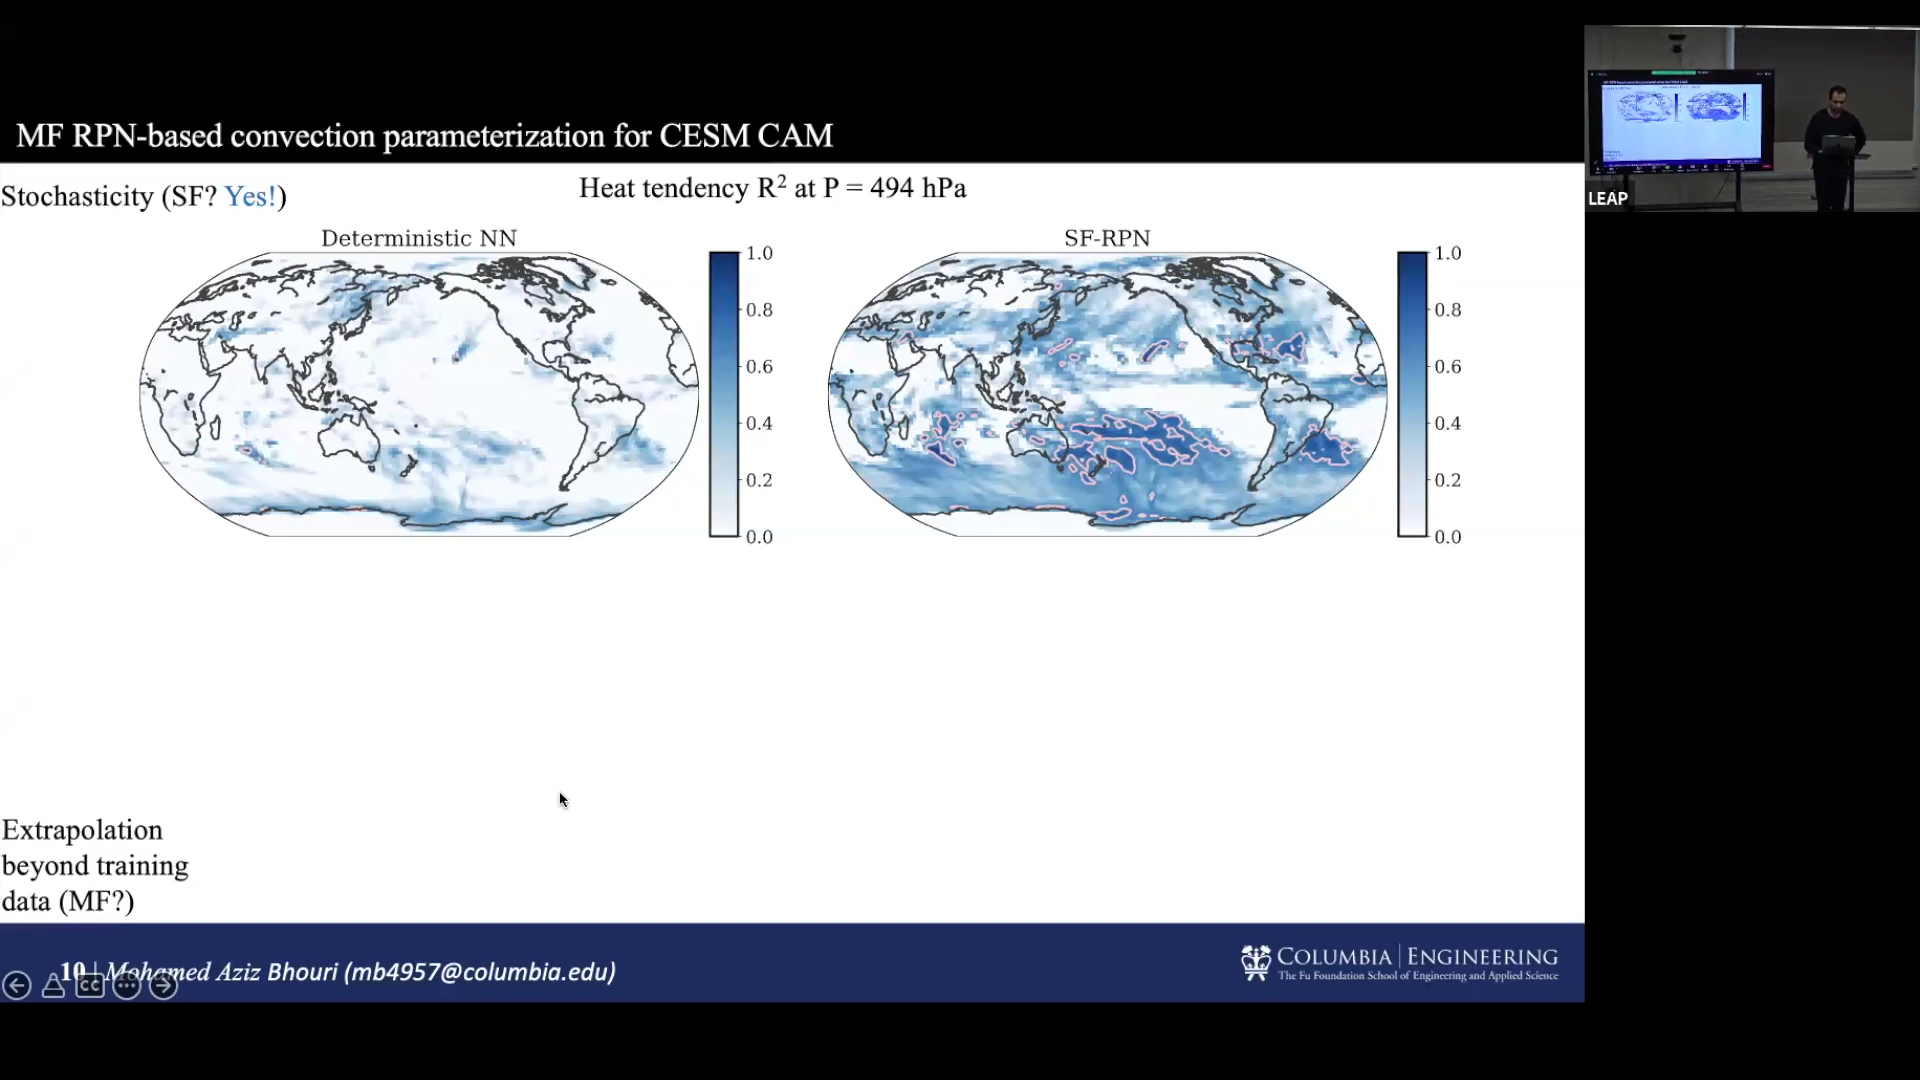 MF RPN-based convection parameterization for CESM CAM
Stochasticity (SF? Yes!)
Heat tendency R² at P = 494 hPa
Deterministic NN
1.0
0.8
0.6
0.4
0.2
0.0
SF-RPN
1.0
0.8
0.6
0.4
0.2
0.0
Extrapolation
beyond training
data (MF?)
10 | Mohamed Aziz Bhouri (mb4957@columbia.edu)
CC
COLUMBIA | ENGINEERING
The Fu Foundation School of Engineering and Applied Science
LEAP